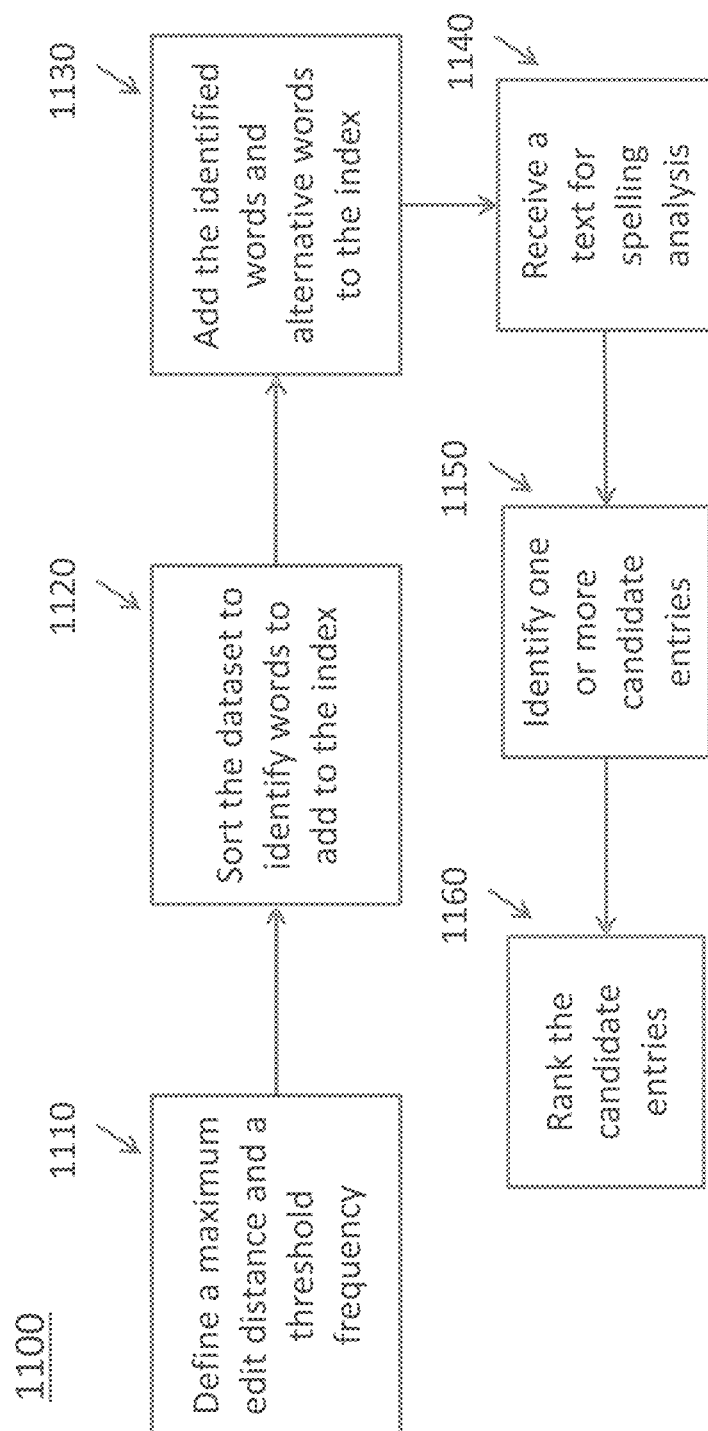 1100
1110
Define a maximum
edit distance and a
threshold
frequency
1120
Sort the dataset to
identify words to
add to the index
1130
Add the identified
words and
alternative words
to the index
1140
Receive a
text for
spelling
analysis
1150
Identify one
or more
candidate
entries
1160
Rank the
candidate
entries